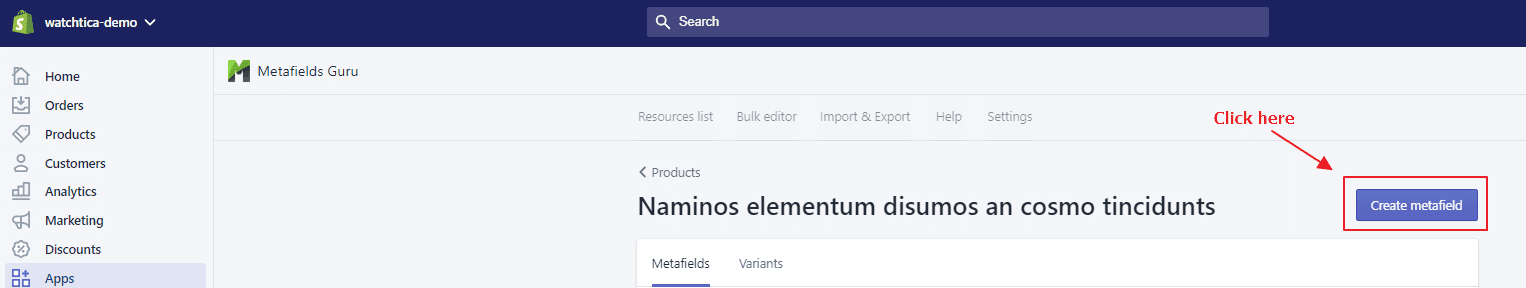 watchtica-demo
Search
Home
Orders
Products
Customers
Analytics
Marketing
Discounts
Apps
Metafields Guru
Resources list Bulk editor Import & Export Help Settings
Click here
Products
Naminos elementum disumos an cosmo tincidunts
Create metafield
Metafields Variants